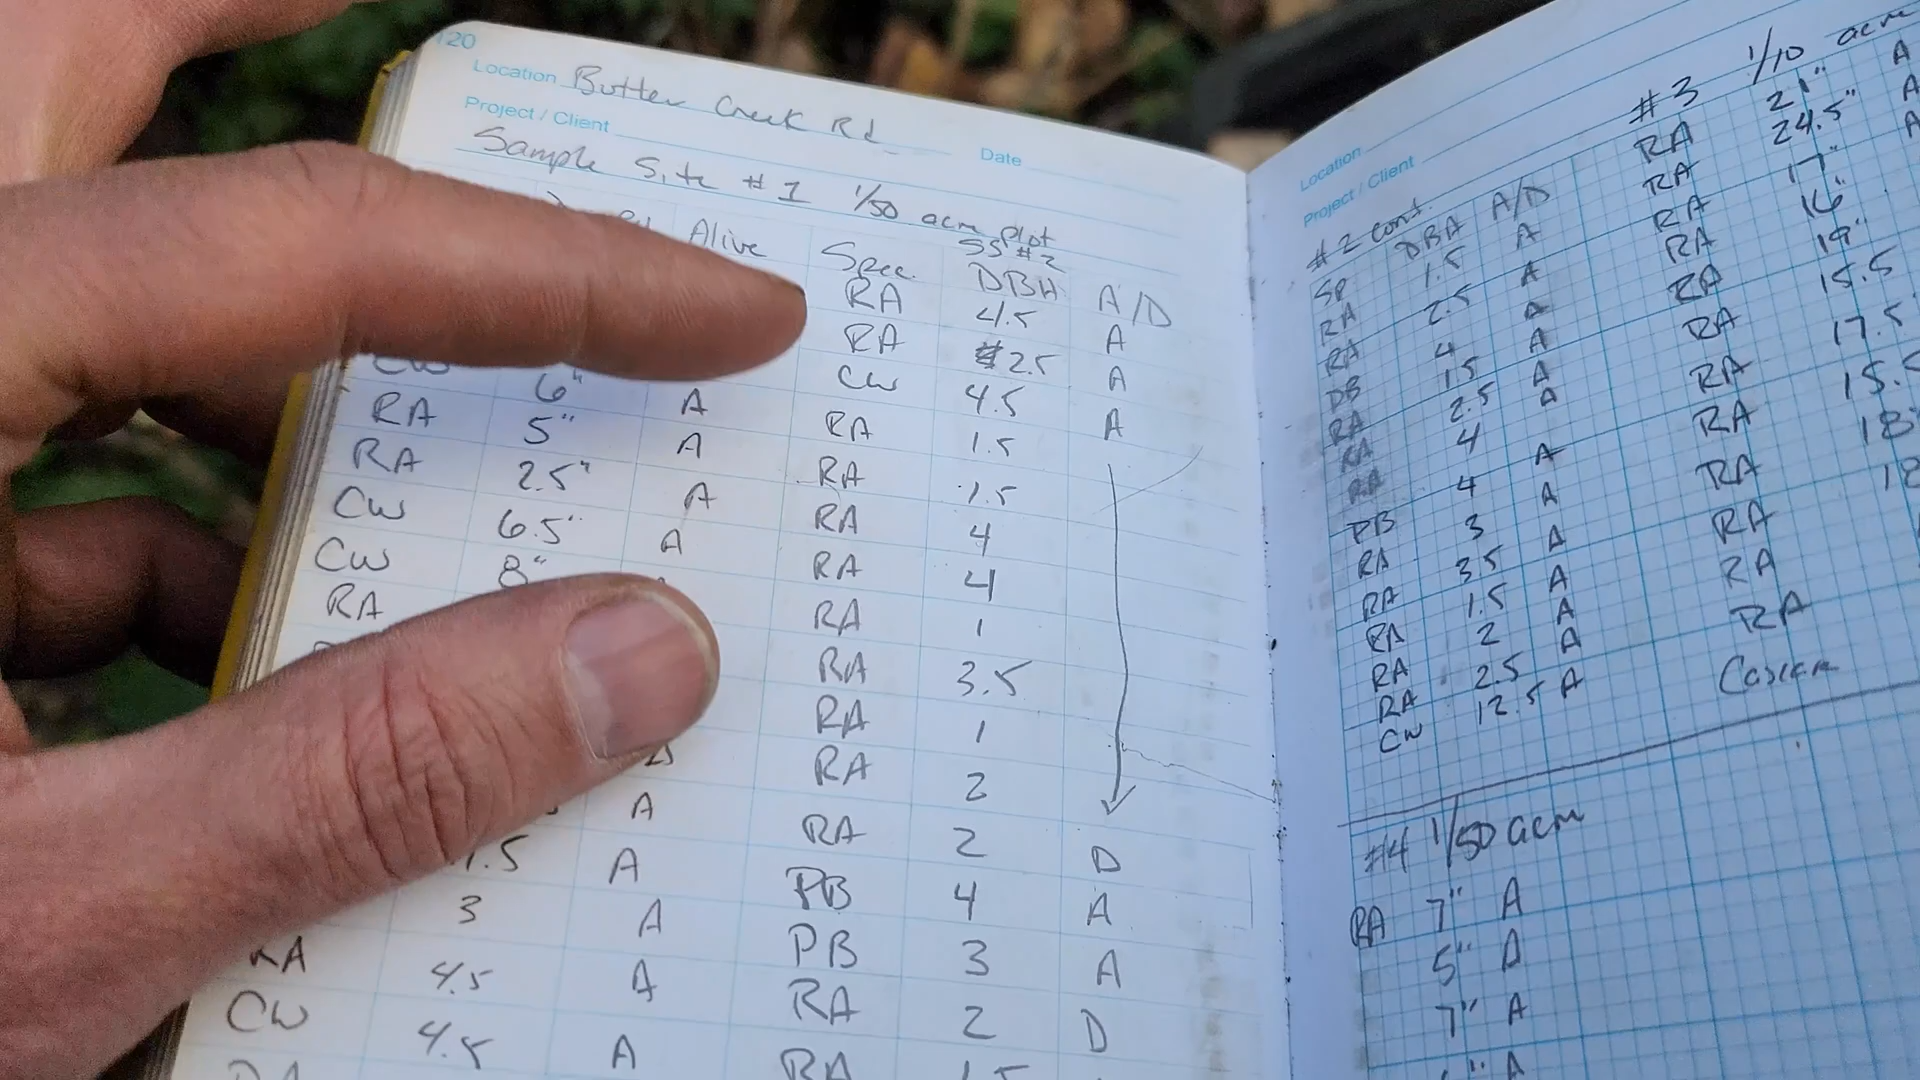 120
Location Butter Creek Rd
Project / Client
Date
Sample Site #1 1/50 acre plot
Alive
SS #2
Spec. DBH A/D
RA 4.5 A
RA 2.5 A
CW 4.5 A
RA 1.5
RA 1.5
RA 4
RA 4
RA 1
RA 3.5
RA 1
RA 2
RA 2 D
PB 4 A
PB 3 A
RA 2 D
RA 1.5
CW 6" A
RA 5" A
RA 2.5" A
CW 6.5" A
CW 8"
RA
A
1.5 A
3 A
RA 4.5 A
CW 4.5 A
Location
Project / Client
#2 cont.
SP DBA A/D
RA 1.5 A
RA 2.5 A
DB 4 A
RA 1.5 A
RA 2.5 A
RA 4 A
PB 4 A
RA 3 A
RA 3.5 A
RA 1.5 A
RA 2 A
RA 2.5 A
CW 12.5 A
#3 1/10 acre
RA 21" A
RA 24.5" A
RA 17" A
RA 16"
RA 19"
RA 15.5
RA 17.5
RA 15.5
RA 18"
RA 18
RA
RA
#4 1/50 acre
RA 7" A
5" A
7" A
" A